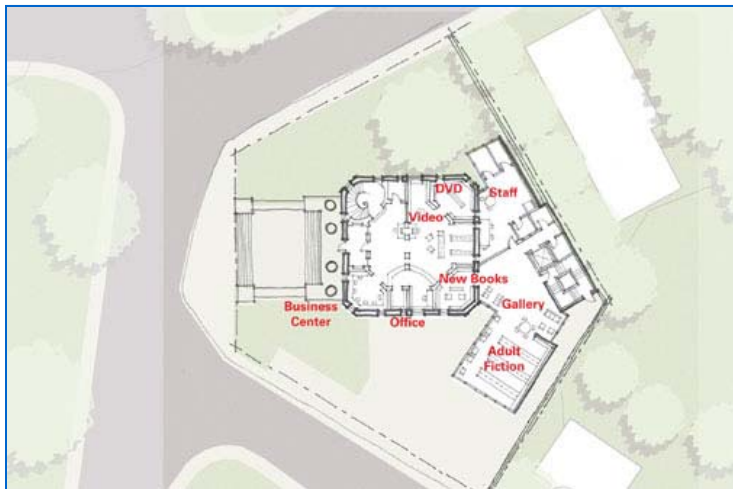 DVD
Staff
Video
New Books
Gallery
Business
Center
Office
Adult
Fiction